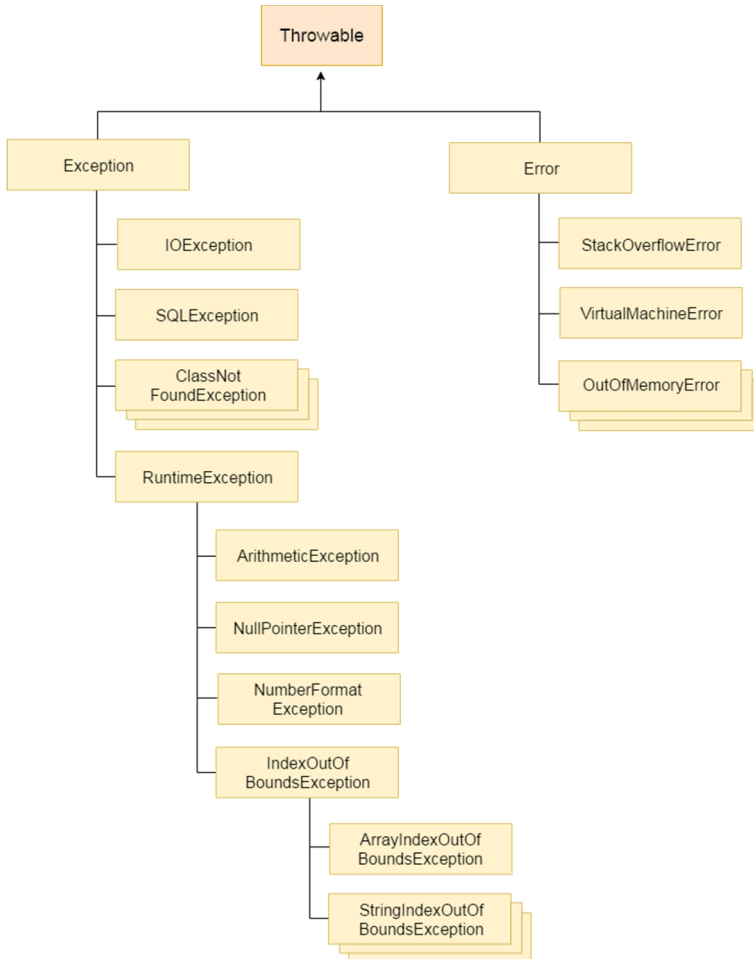 Throwable
Exception
Error
IOException
StackOverflowError
SQLException
VirtualMachineError
ClassNot
FoundException
OutOfMemoryError
RuntimeException
ArithmeticException
NullPointerException
NumberFormat
Exception
IndexOutOf
BoundsException
ArrayIndexOutOf
BoundsException
StringIndexOutOf
BoundsException